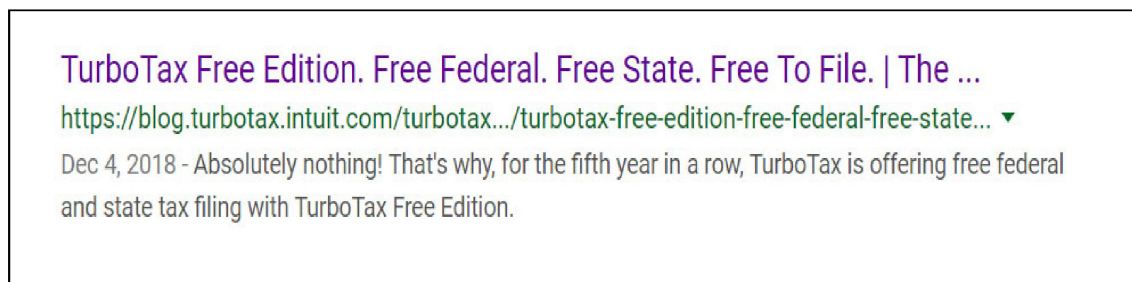 TurboTax Free Edition. Free Federal. Free State. Free To File. | The ...
https://blog.turbotax.intuit.com/turbotax.../turbotax-free-edition-free-federal-free-state... ▼
Dec 4, 2018 - Absolutely nothing! That's why, for the fifth year in a row, TurboTax is offering free federal
and state tax filing with TurboTax Free Edition.